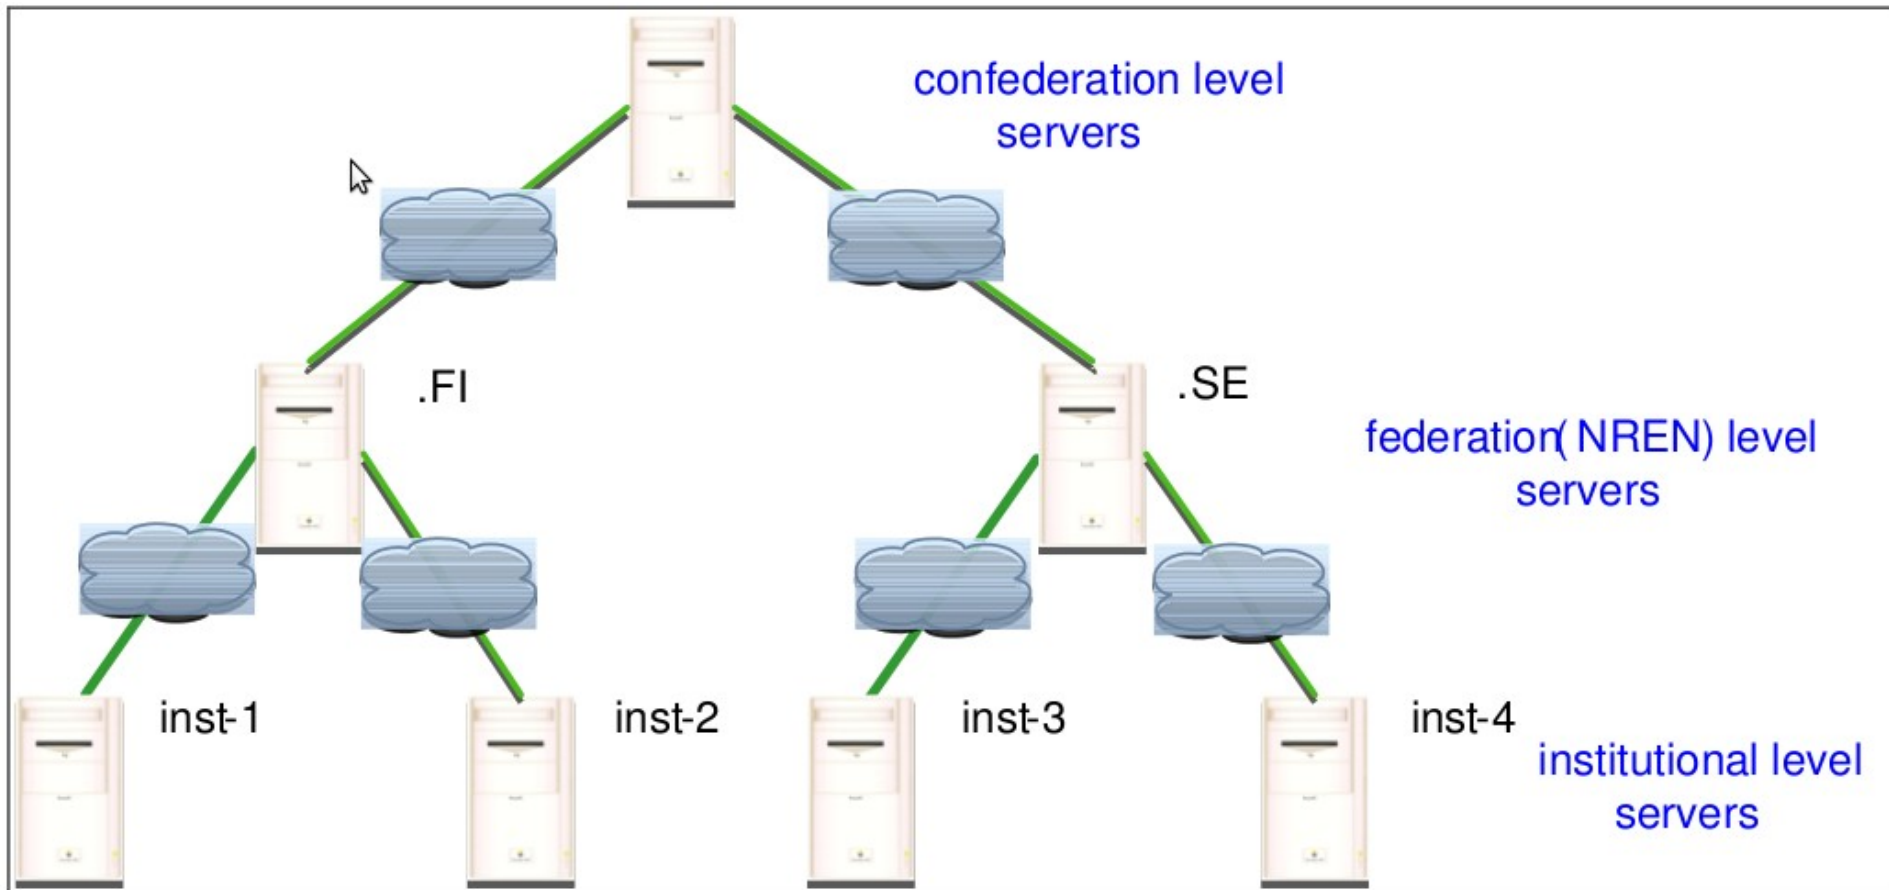 confederation level
servers
.FI
.SE
federation( NREN) level
servers
inst-1
inst-2
inst-3
inst-4
institutional level
servers